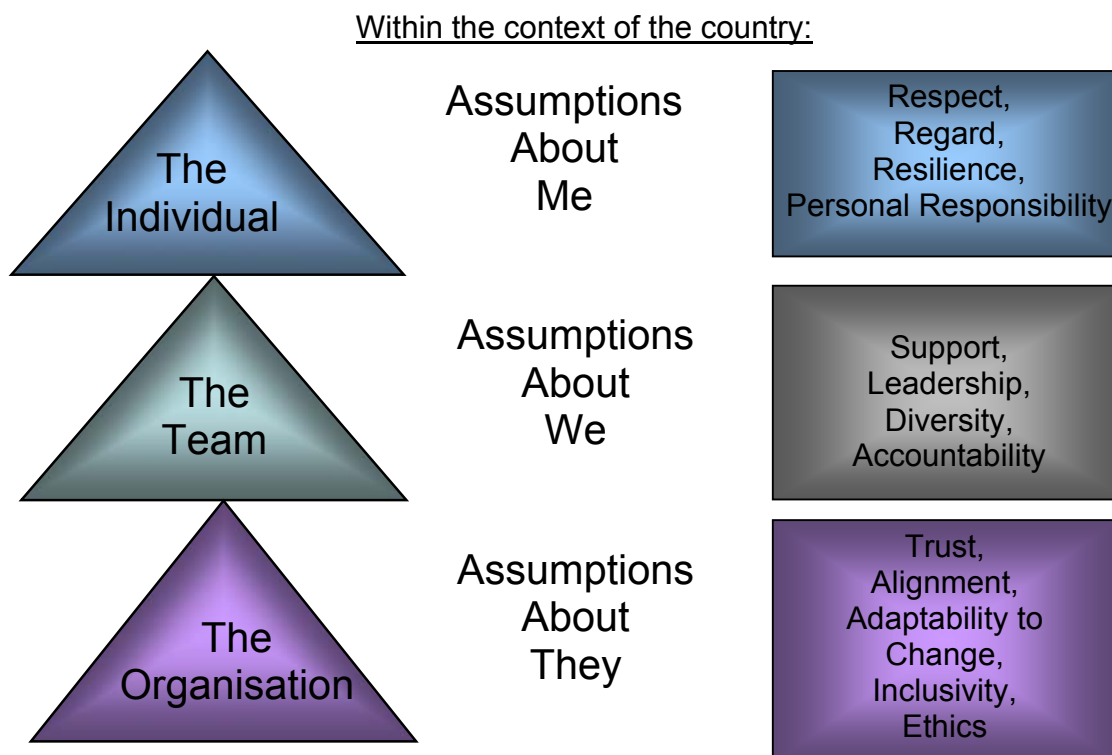 Within the context of the country:
The
Individual
Assumptions
About
Me
Respect,
Regard,
Resilience,
Personal Responsibility
The
Team
Assumptions
About
We
Support,
Leadership,
Diversity,
Accountability
The
Organisation
Assumptions
About
They
Trust,
Alignment,
Adaptability to
Change,
Inclusivity,
Ethics